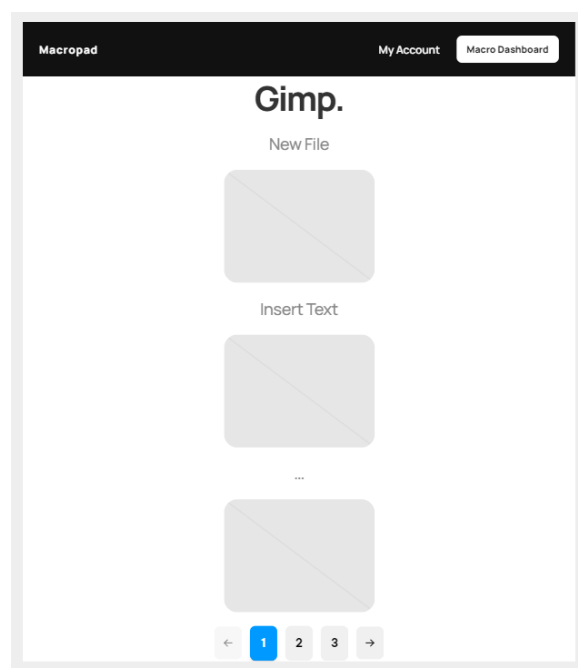 Macropad My Account Macro Dashboard
Gimp.
New File
Insert Text
...
← 1 2 3 →